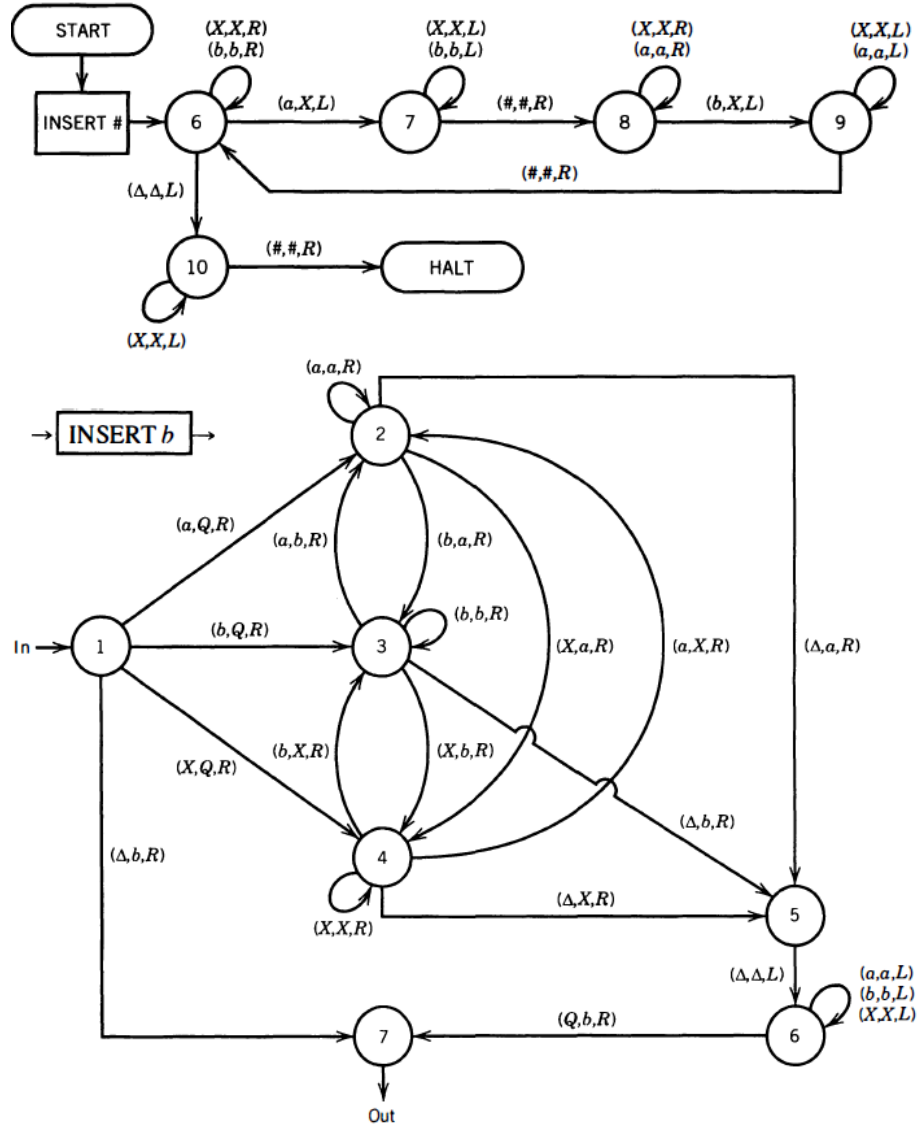 START
(X,X,R)
(b,b,R)
(X,X,L)
(b,b,L)
(X,X,R)
(a,a,R)
(X,X,L)
(a,a,L)
INSERT #
6
(a,X,L)
7
(#,#,R)
8
(b,X,L)
9
(#,#,R)
(Δ,Δ,L)
10
(#,#,R)
HALT
(X,X,L)
(a,a,R)
INSERT b
2
(a,Q,R)
(a,b,R)
(b,a,R)
In
1
(b,Q,R)
3
(b,b,R)
(X,a,R)
(a,X,R)
(Δ,a,R)
(X,Q,R)
(b,X,R)
(X,b,R)
(Δ,b,R)
(Δ,b,R)
4
(X,X,R)
(Δ,X,R)
5
(Δ,Δ,L)
(a,a,L)
(b,b,L)
(X,X,L)
7
(Q,b,R)
6
Out